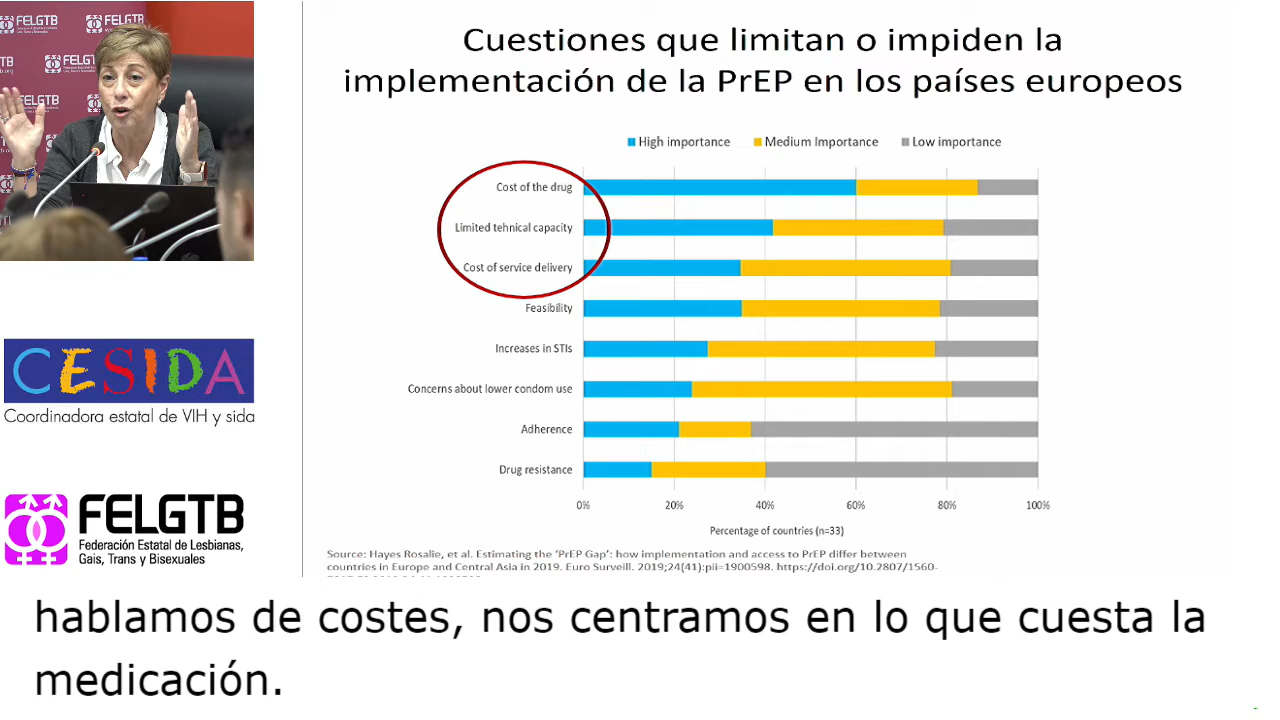 FELGTB
FELGTB
FELGTB
FELGTB
Cuestiones que limitan o impiden la
implementación de la PrEP en los países europeos
High importance Medium Importance Low importance
Cost of the drug
Limited tehnical capacity
Cost of service delivery
Feasibility
Increases in STIs
Concerns about lower condom use
Adherence
Drug resistance
0% 20% 40% 60% 80% 100%
Percentage of countries (n=33)
Source: Hayes Rosalie, et al. Estimating the ‘PrEP Gap’: how implementation and access to PrEP differ between
countries in Europe and Central Asia in 2019. Euro Surveill. 2019;24(41):pii=1900598. https://doi.org/10.2807/1560-
CESIDA
Coordinadora estatal de VIH y sida
FELGTB
Federación Estatal de Lesbianas,
Gais, Trans y Bisexuales
hablamos de costes, nos centramos en lo que cuesta la
medicación.